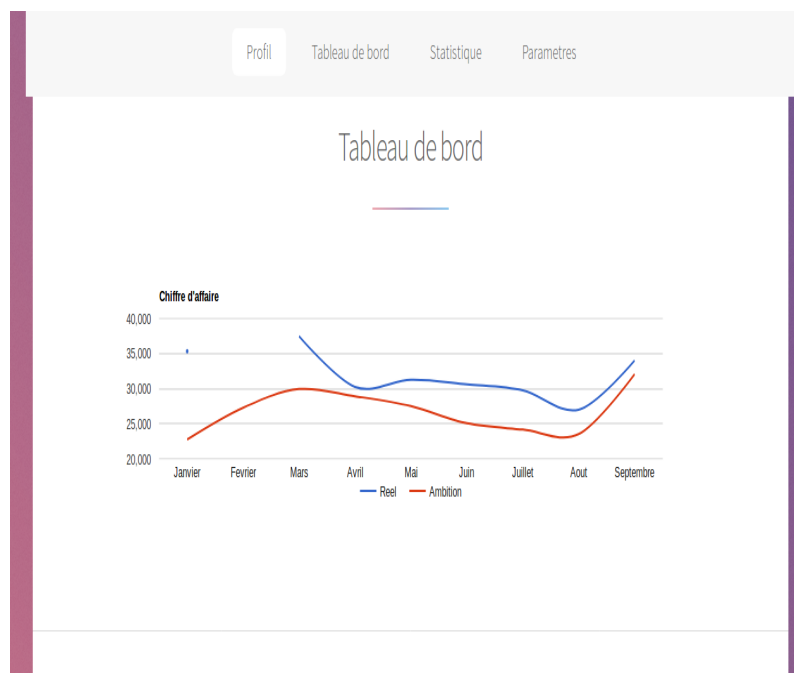 Profil Tableau de bord Statistique Parametres
Tableau de bord
Chiffre d'affaire
40,000
35,000
30,000
25,000
20,000
Janvier Fevrier Mars Avril Mai Juin Juillet Aout Septembre
Reel Ambition